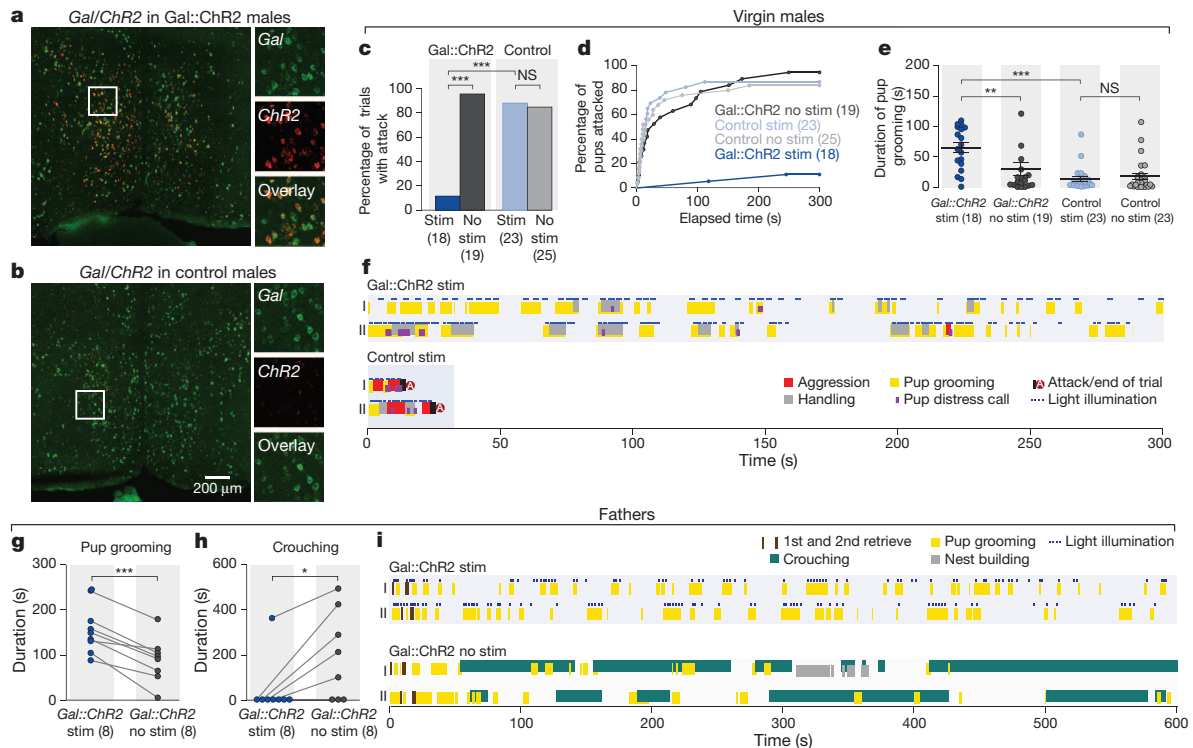 a
Gal/ChR2 in Gal::ChR2 males
Gal
ChR2
Overlay
b
Gal/ChR2 in control males
Gal
ChR2
Overlay
200 μm
Virgin males
c
Gal::ChR2 Control
***
*** NS
Percentage of trials
with attack
100
80
60
40
20
0
Stim
(18)
No
stim
(19)
Stim
(23)
No
stim
(25)
d
Percentage of
pups attacked
100
80
60
40
20
0
Gal::ChR2 no stim (19)
Control stim (23)
Control no stim (25)
Gal::ChR2 stim (18)
0 100 200 300
Elapsed time (s)
e
Duration of pup
grooming (s)
200
150
100
50
0
***
** NS
Gal::ChR2
stim (18)
Gal::ChR2
no stim (19)
Control
stim (23)
Control
no stim (23)
f
Gal::ChR2 stim
I
II
Control stim
I A
II A
Aggression Pup grooming A Attack/end of trial
Handling Pup distress call Light illumination
0 50 100 150 200 250 300
Time (s)
Fathers
g
Pup grooming
***
Duration (s)
300
200
100
0
Gal::ChR2
stim (8)
Gal::ChR2
no stim (8)
h
Crouching
*
Duration (s)
600
400
200
0
Gal::ChR2
stim (8)
Gal::ChR2
no stim (8)
i
1st and 2nd retrieve Pup grooming Light illumination
Crouching Nest building
Gal::ChR2 stim
I
II
Gal::ChR2 no stim
I
II
0 100 200 300 400 500 600
Time (s)